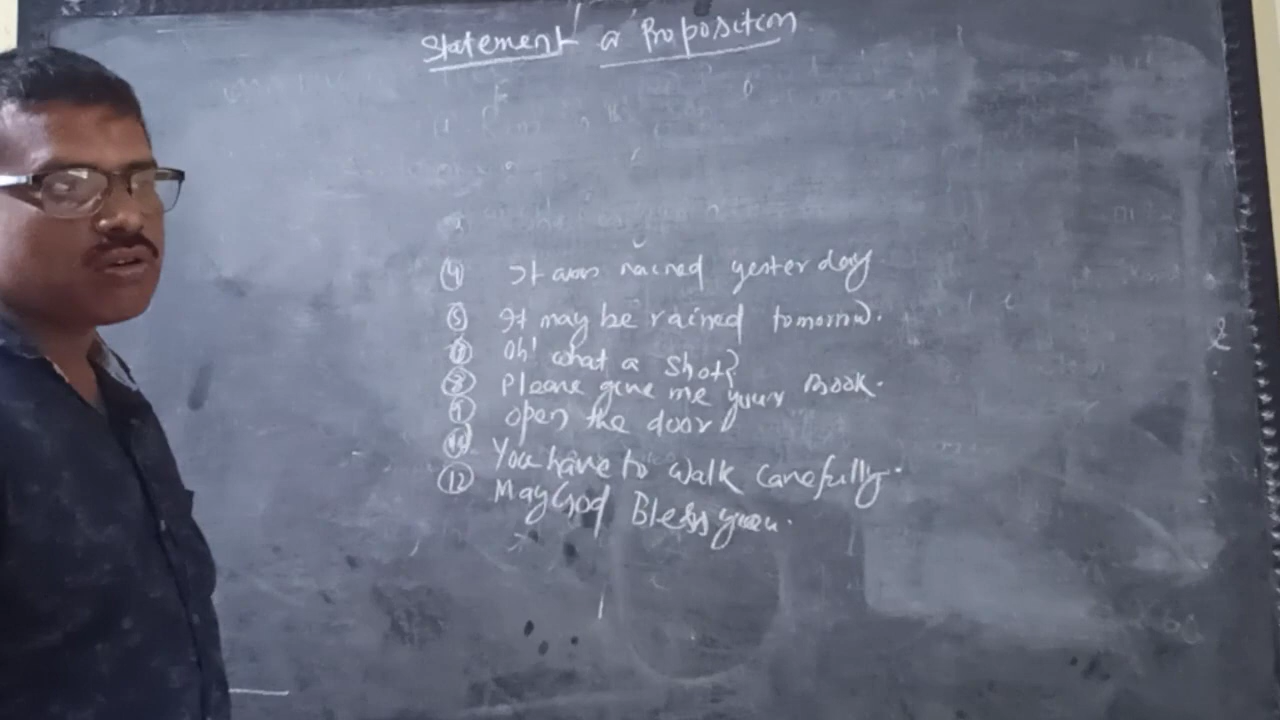 Statement or Proposition
(4) It was rained yesterday.
(5) It may be rained tomorrow.
Oh! what a shot?
(8) Please give me your Book.
(9) open the door
You have to walk carefully.
(12) May God Bless you.